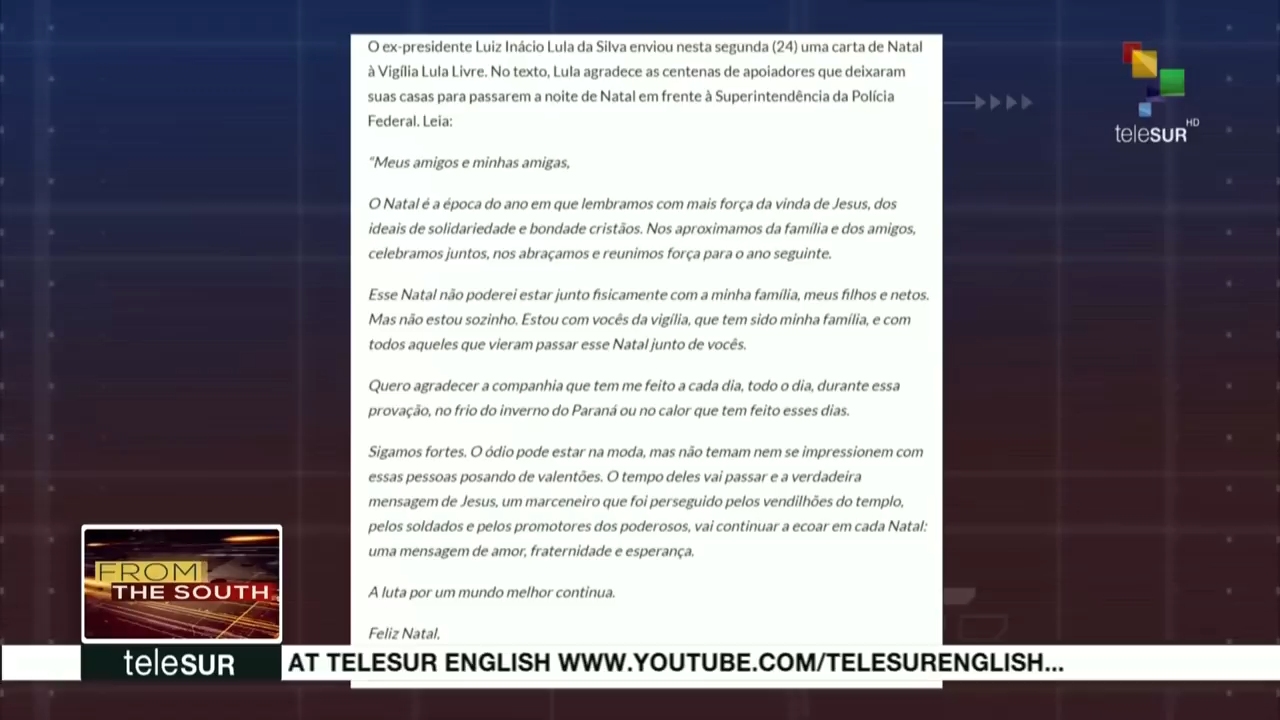 O ex-presidente Luiz Inácio Lula da Silva enviou nesta segunda (24) uma carta de Natal
à Vigília Lula Livre. No texto, Lula agradece as centenas de apoiadores que deixaram
suas casas para passarem a noite de Natal em frente à Superintendência da Polícia
Federal. Leia:
“Meus amigos e minhas amigas,
O Natal é a época do ano em que lembramos com mais força da vinda de Jesus, dos
ideais de solidariedade e bondade cristãos. Nos aproximamos da família e dos amigos,
celebramos juntos, nos abraçamos e reunimos força para o ano seguinte.
Esse Natal não poderei estar junto fisicamente com a minha família, meus filhos e netos.
Mas não estou sozinho. Estou com vocês da vigília, que tem sido minha família, e com
todos aqueles que vieram passar esse Natal junto de vocês.
Quero agradecer a companhia que tem me feito a cada dia, todo o dia, durante essa
provação, no frio do inverno do Paraná ou no calor que tem feito esses dias.
Sigamos fortes. O ódio pode estar na moda, mas não temam nem se impressionem com
essas pessoas posando de valentões. O tempo deles vai passar e a verdadeira
mensagem de Jesus, um marceneiro que foi perseguido pelos vendilhões do templo,
pelos soldados e pelos promotores dos poderosos, vai continuar a ecoar em cada Natal:
uma mensagem de amor, fraternidade e esperança.
A luta por um mundo melhor continua.
Feliz Natal,
teleSUR HD
FROM
THE SOUTH
teleSUR
AT TELESUR ENGLISH WWW.YOUTUBE.COM/TELESURENGLISH...